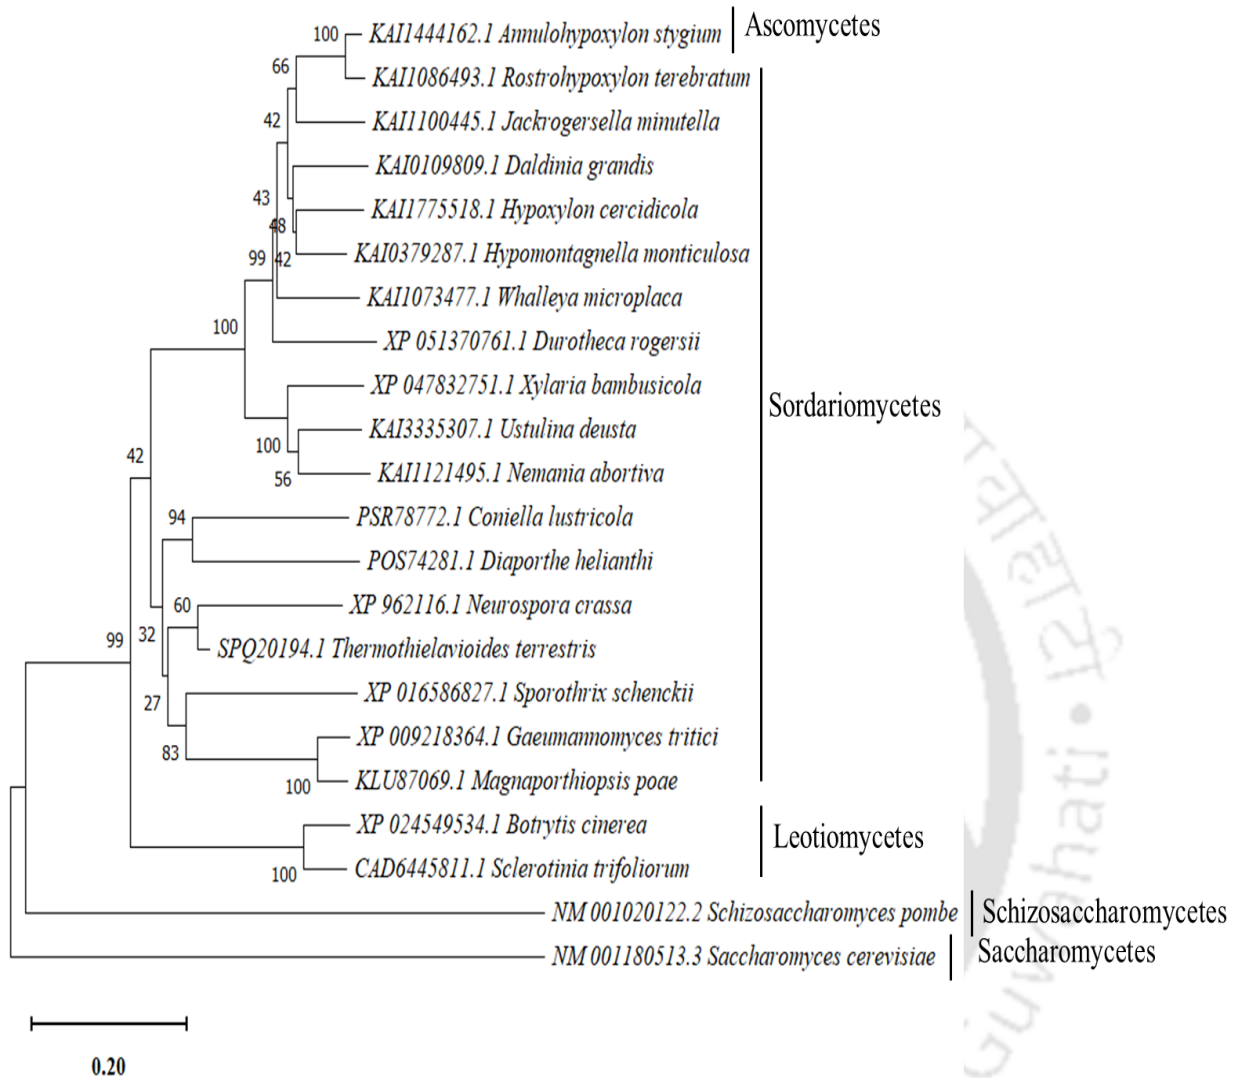 100
KAI1444162.1 Annulohypoxylon stygium
Ascomycetes
66
KAI1086493.1 Rostrohypoxylon terebratum
42
KAI1100445.1 Jackrogersella minutella
KAI0109809.1 Daldinia grandis
43
KAI1775518.1 Hypoxylon cercidicola
48
99
42
KAI0379287.1 Hypomontagnella monticulosa
KAI1073477.1 Whalleya microplaca
100
XP 051370761.1 Durotheca rogersii
XP 047832751.1 Xylaria bambusicola
Sordariomycetes
KAI3335307.1 Ustulina deusta
100
42
56
KAI1121495.1 Nemania abortiva
94
PSR78772.1 Coniella lustricola
POS74281.1 Diaporthe helianthi
60
XP 962116.1 Neurospora crassa
99
32
SPQ20194.1 Thermothielavioides terrestris
27
XP 016586827.1 Sporothrix schenckii
83
XP 009218364.1 Gaeumannomyces tritici
100
KLU87069.1 Magnaporthiopsis poae
XP 024549534.1 Botrytis cinerea
Leotiomycetes
100
CAD6445811.1 Sclerotinia trifoliorum
NM 001020122.2 Schizosaccharomyces pombe
Schizosaccharomycetes
NM 001180513.3 Saccharomyces cerevisiae
Saccharomycetes
0.20
Guwahati